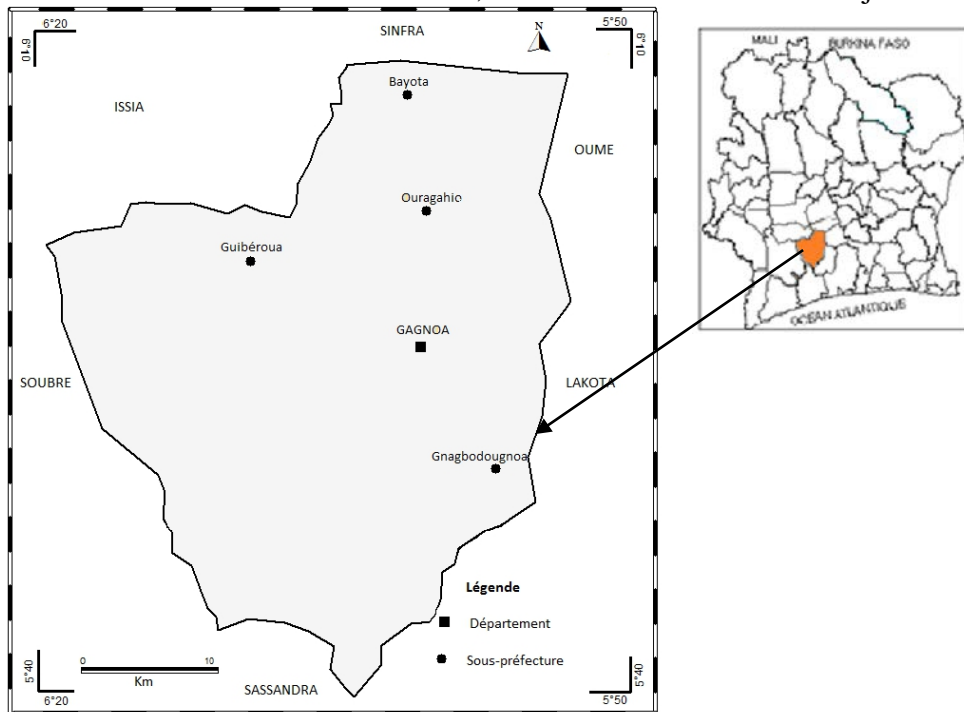 6°20
5°50
6°10
6°10
N
SINFRA
Bayota
ISSIA
OUME
Ouragahio
Guibéroua
GAGNOA
SOUBRE
LAKOTA
Gnagbodougnoa
Légende
Département
Sous-préfecture
0 10
Km
SASSANDRA
5°40
6°20
5°40
5°50
MALI
BURKINA FASO
OCEAN ATLANTIQUE